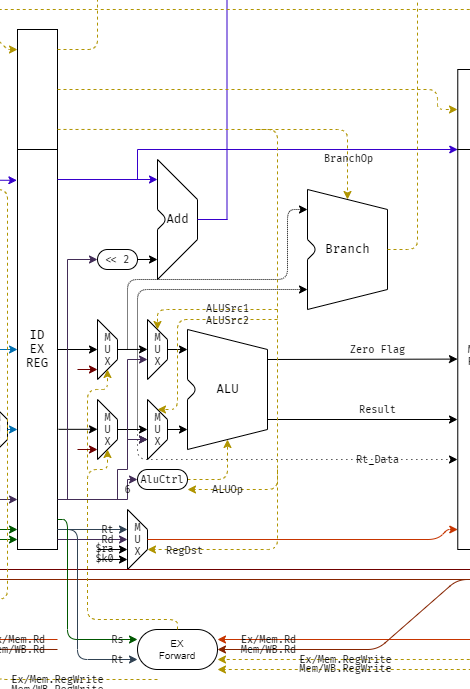 BranchOp
Add
Branch
<< 2
ALUSrc1
ALUSrc2
ID
EX
REG
M
U
X
M
U
X
Zero Flag
ALU
M
U
X
M
U
X
Result
Rt_Data
AluCtrl
6
ALUOp
Rt
Rd
$ra
$k0
M
U
X
RegDst
Ex/Mem.Rd
Mem/WB.Rd
Rs
Rt
EX
Forward
Ex/Mem.Rd
Mem/WB.Rd
Ex/Mem.RegWrite
Mem/WB.RegWrite
Ex/Mem.RegWrite
Mem/WB.RegWrite